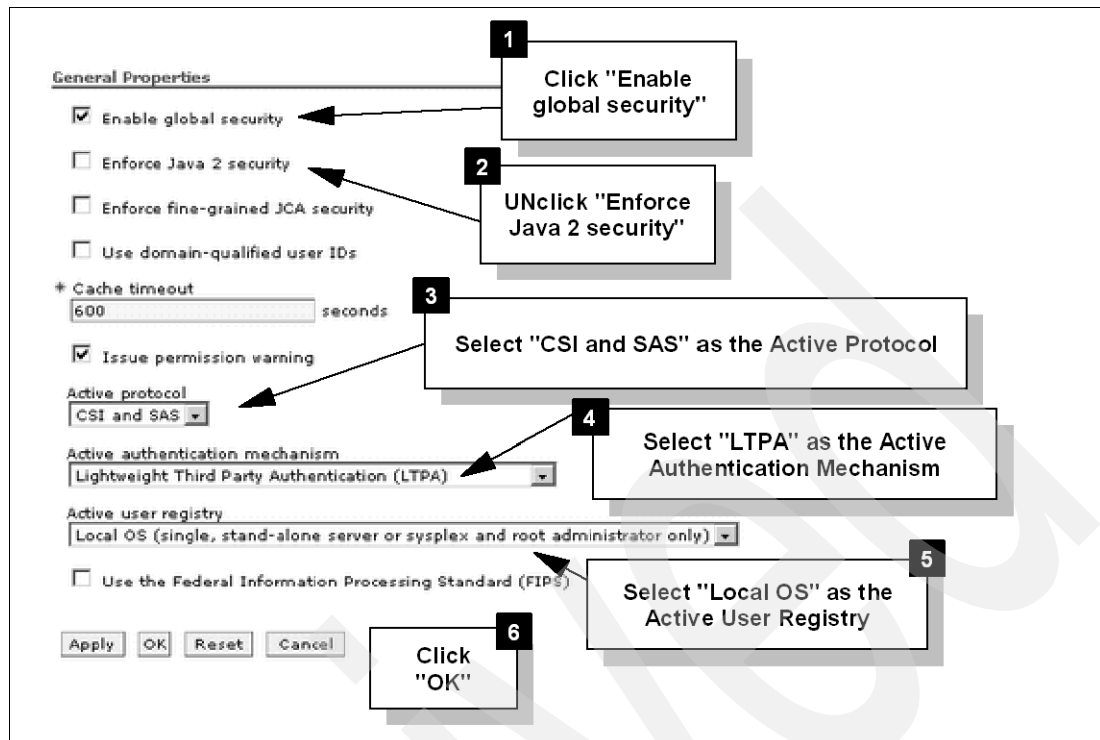 1
Click "Enable
global security"
General Properties
Enable global security
2
UNclick "Enforce
Java 2 security"
Enforce Java 2 security
Enforce fine-grained JCA security
Use domain-qualified user IDs
* Cache timeout
600 seconds
3
Select "CSI and SAS" as the Active Protocol
Issue permission warning
Active protocol
CSI and SAS
4
Select "LTPA" as the Active
Authentication Mechanism
Active authentication mechanism
Lightweight Third Party Authentication (LTPA)
Active user registry
Local OS (single, stand-alone server or sysplex and root administrator only)
5
Select "Local OS" as the
Active User Registry
Use the Federal Information Processing Standard (FIPS)
6
Click
"OK"
Apply OK Reset Cancel